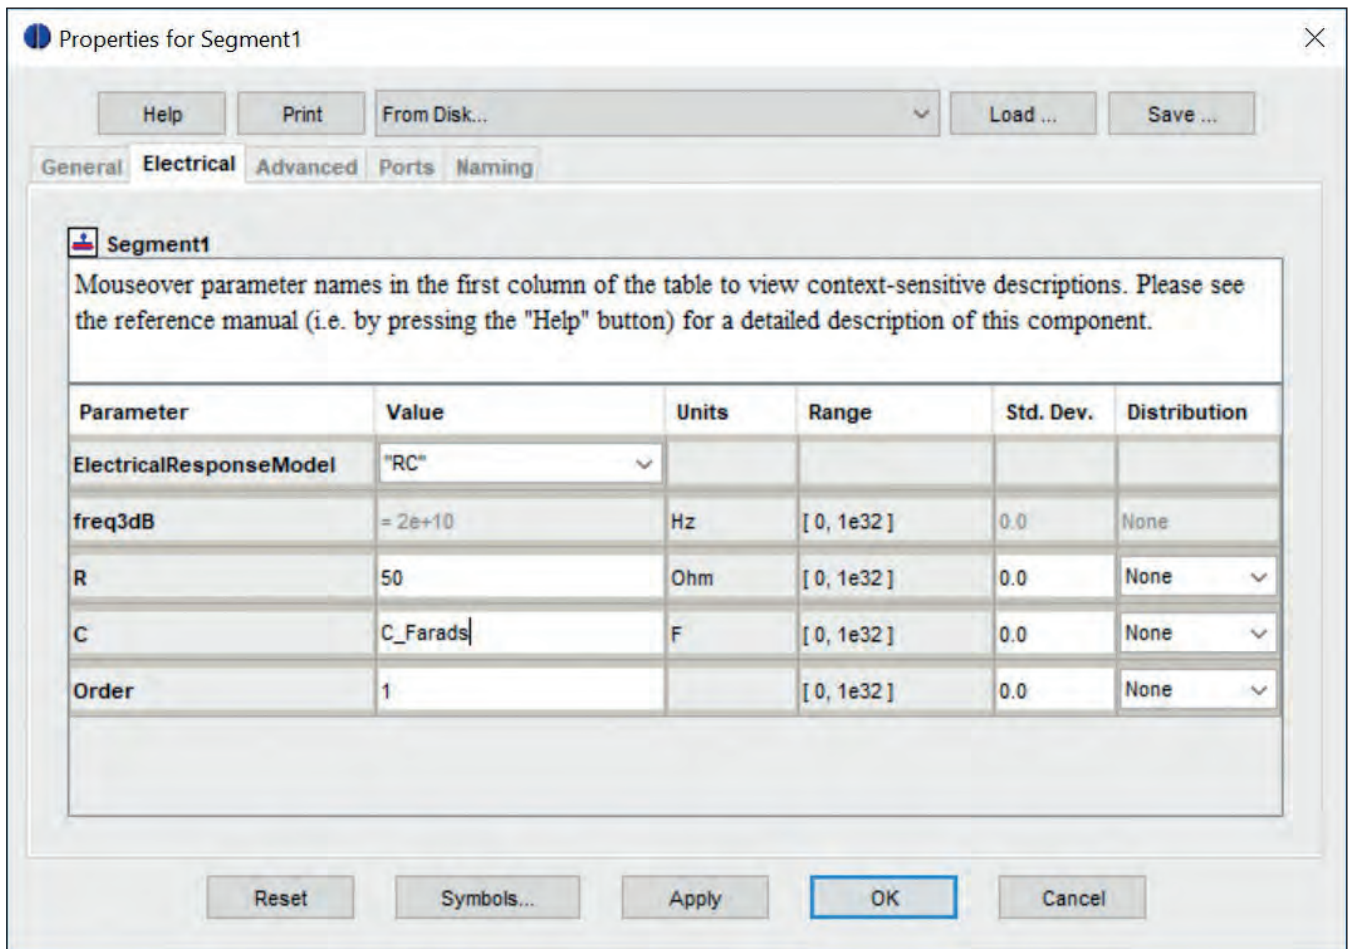 Properties for Segment1
Help Print From Disk... Load ... Save ...
General Electrical Advanced Ports Naming
Segment1
Mouseover parameter names in the first column of the table to view context-sensitive descriptions. Please see
the reference manual (i.e. by pressing the "Help" button) for a detailed description of this component.
Parameter Value Units Range Std. Dev. Distribution
ElectricalResponseModel "RC"
freq3dB = 2e+10 Hz [ 0, 1e32 ] 0.0 None
R 50 Ohm [ 0, 1e32 ] 0.0 None
C C_Farads F [ 0, 1e32 ] 0.0 None
Order 1 [ 0, 1e32 ] 0.0 None
Reset Symbols... Apply OK Cancel